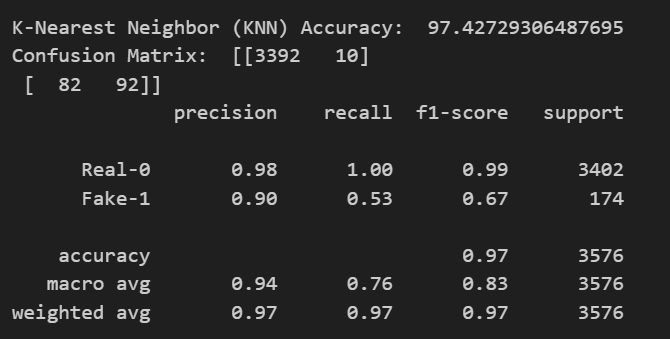 K-Nearest Neighbor (KNN) Accuracy:  97.42729306487695
Confusion Matrix:  [[3392   10]
 [  82   92]]
              precision    recall  f1-score   support

      Real-0       0.98      1.00      0.99      3402
      Fake-1       0.90      0.53      0.67       174

    accuracy                           0.97      3576
   macro avg       0.94      0.76      0.83      3576
weighted avg       0.97      0.97      0.97      3576